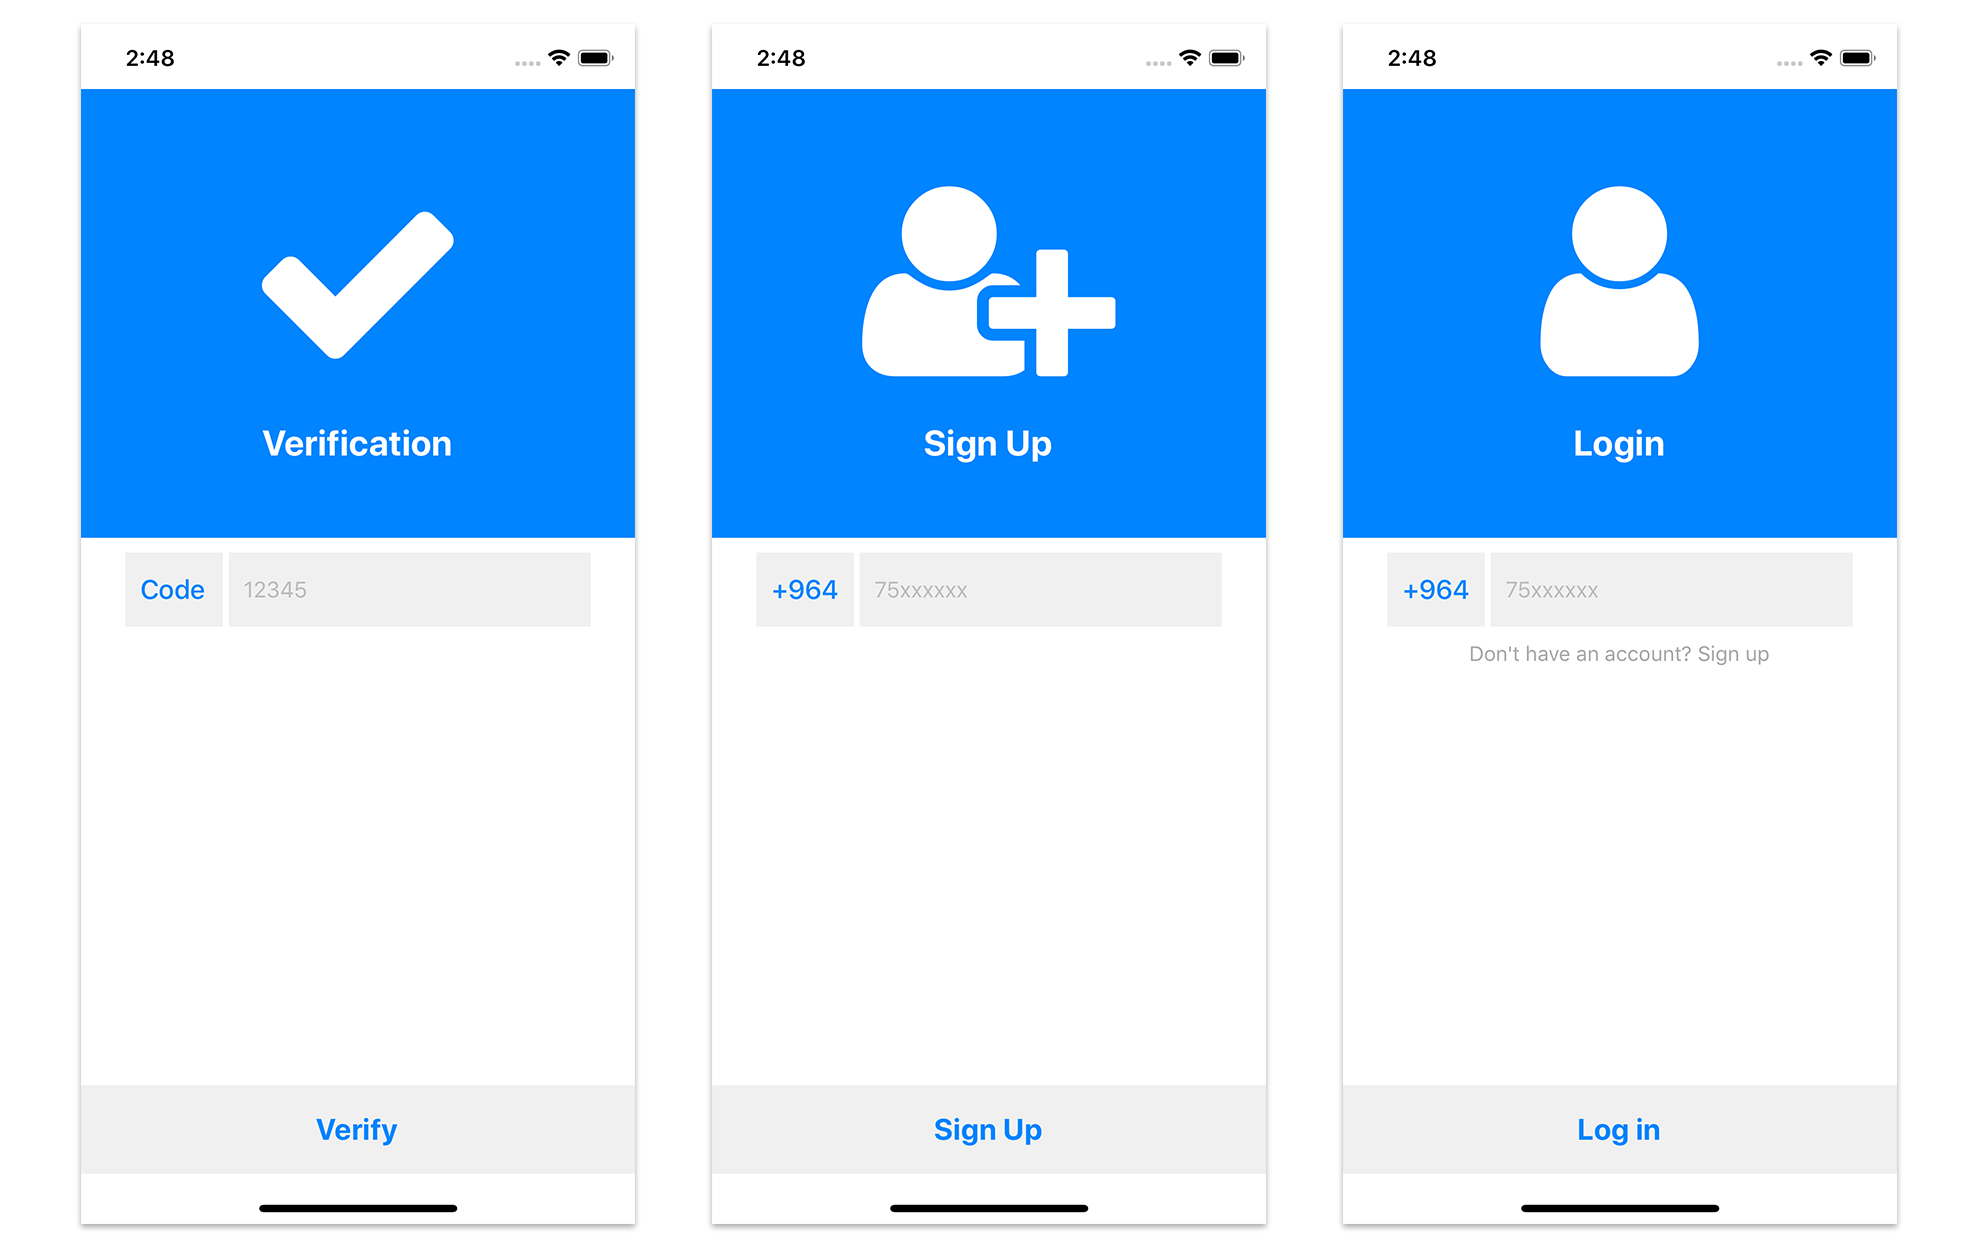 2:48
Verification
Code 12345
Verify
2:48
Sign Up
+964 75xxxxxx
Sign Up
2:48
Login
+964 75xxxxxx
Don't have an account? Sign up
Log in